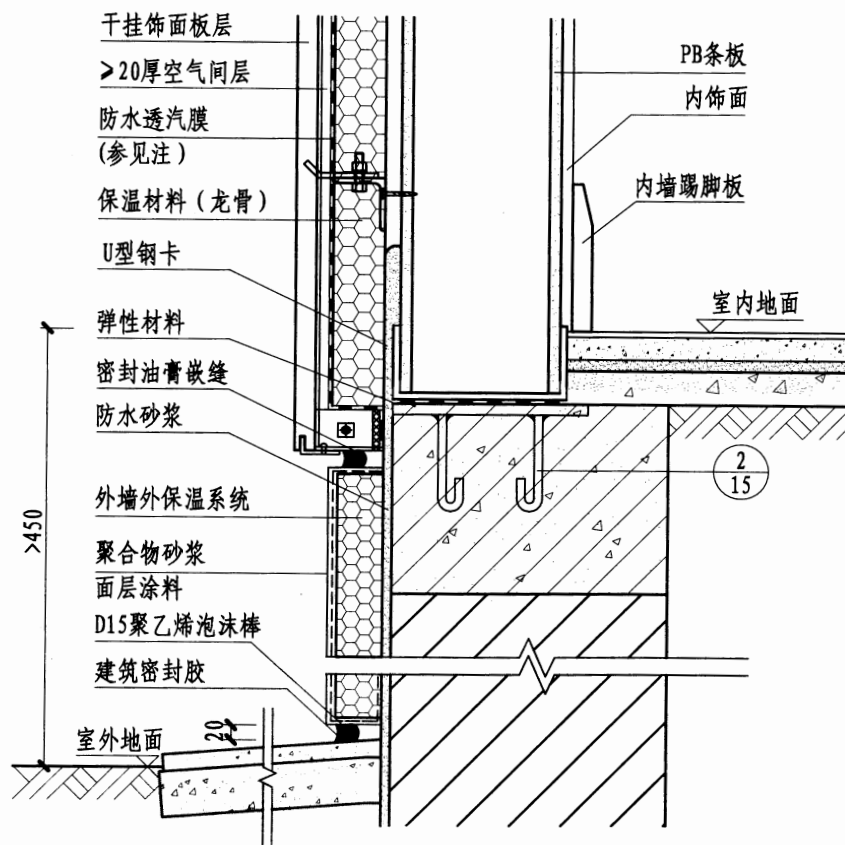 干挂饰面板层
≥20厚空气间层
防水透汽膜
(参见注)
保温材料(龙骨)
U型钢卡
弹性材料
密封油膏嵌缝
防水砂浆
外墙外保温系统
聚合物砂浆
面层涂料
D15聚乙烯泡沫棒
建筑密封胶
室外地面
>450
20
PB条板
内饰面
内墙踢脚板
室内地面
2
15